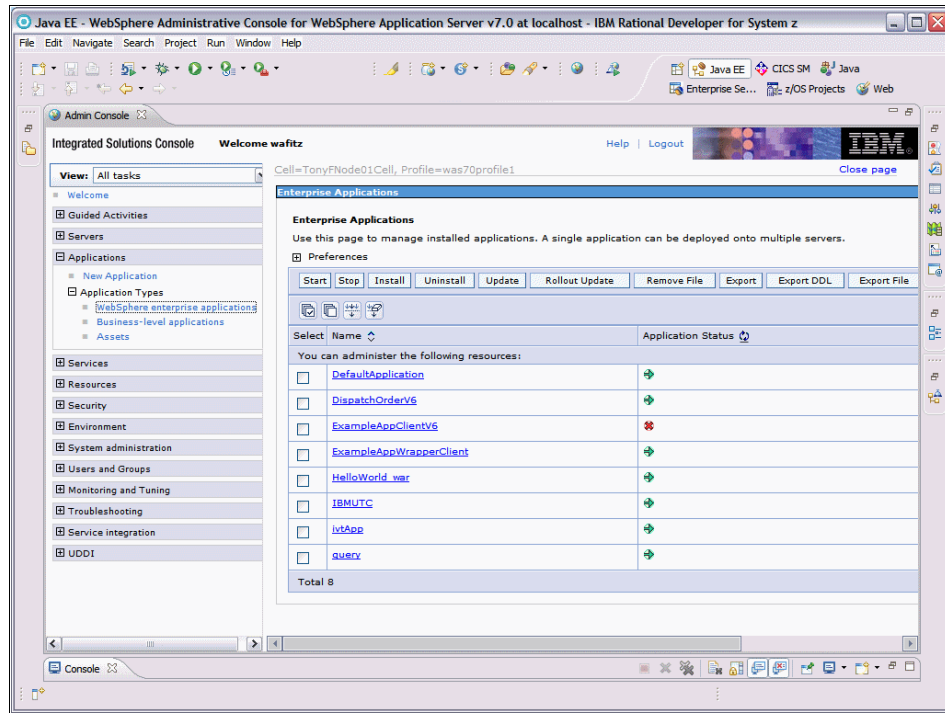 Java EE - WebSphere Administrative Console for WebSphere Application Server v7.0 at localhost - IBM Rational Developer for System z
File Edit Navigate Search Project Run Window Help
Java EE CICS SM Java
Enterprise Se... z/OS Projects Web
Admin Console
Integrated Solutions Console Welcome wafitz Help | Logout IBM
View: All tasks
Cell=TonyFNode01Cell, Profile=was70profile1 Close page
Welcome
Guided Activities
Servers
Applications
New Application
Application Types
WebSphere enterprise applications
Business-level applications
Assets
Services
Resources
Security
Environment
System administration
Users and Groups
Monitoring and Tuning
Troubleshooting
Service integration
UDDI
Enterprise Applications
Enterprise Applications
Use this page to manage installed applications. A single application can be deployed onto multiple servers.
Preferences
Start Stop Install Uninstall Update Rollout Update Remove File Export Export DDL Export File
Select Name Application Status
You can administer the following resources:
DefaultApplication
DispatchOrderV6
ExampleAppClientV6
ExampleAppWrapperClient
HelloWorld_war
IBMUTC
ivtApp
query
Total 8
Console